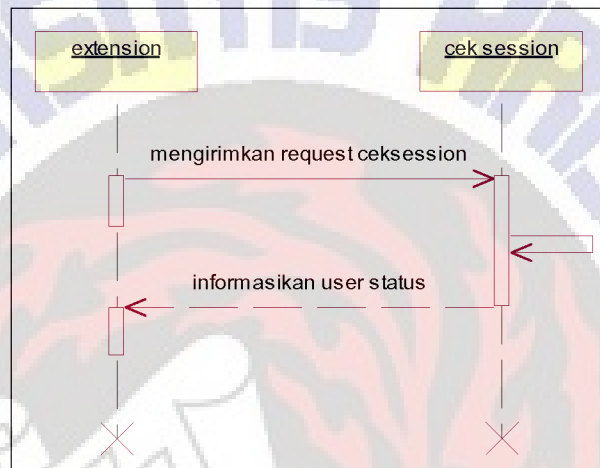 extension
cek session
mengirimkan request ceksession
informasikan user status